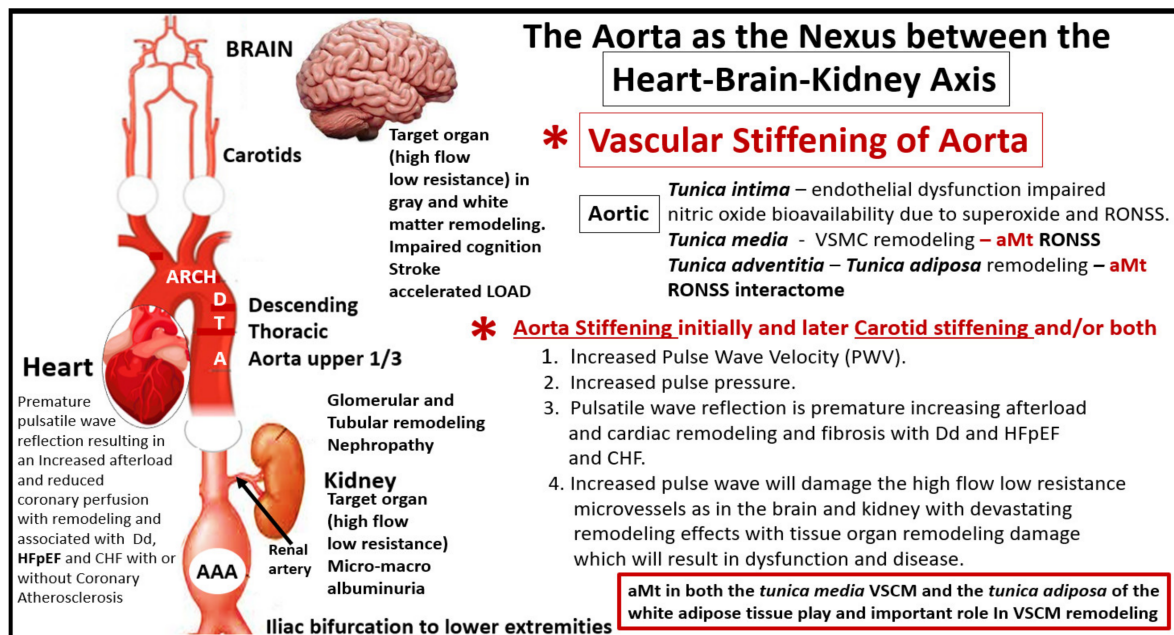 The Aorta as the Nexus between the
Heart-Brain-Kidney Axis
* Vascular Stiffening of Aorta
Aortic
Tunica intima – endothelial dysfunction impaired
nitric oxide bioavailability due to superoxide and RONSS.
Tunica media - VSMC remodeling – aMt RONSS
Tunica adventitia – Tunica adiposa remodeling – aMt
RONSS interactome
* Aorta Stiffening initially and later Carotid stiffening and/or both
1. Increased Pulse Wave Velocity (PWV).
2. Increased pulse pressure.
3. Pulsatile wave reflection is premature increasing afterload
and cardiac remodeling and fibrosis with Dd and HFpEF
and CHF.
4. Increased pulse wave will damage the high flow low resistance
microvessels as in the brain and kidney with devastating
remodeling effects with tissue organ remodeling damage
which will result in dysfunction and disease.
aMt in both the tunica media VSCM and the tunica adiposa of the
white adipose tissue play and important role In VSCM remodeling
BRAIN
Carotids
Target organ
(high flow
low resistance) in
gray and white
matter remodeling.
Impaired cognition
Stroke
accelerated LOAD
ARCH
D
T
A
Descending
Thoracic
Aorta upper 1/3
Heart
Premature
pulsatile wave
reflection resulting in
an Increased afterload
and reduced
coronary perfusion
with remodeling and
associated with Dd,
HFpEF and CHF with or
without Coronary
Atherosclerosis
Glomerular and
Tubular remodeling
Nephropathy
Kidney
Target organ
(high flow
low resistance)
Micro-macro
albuminuria
Renal
artery
AAA
Iliac bifurcation to lower extremities